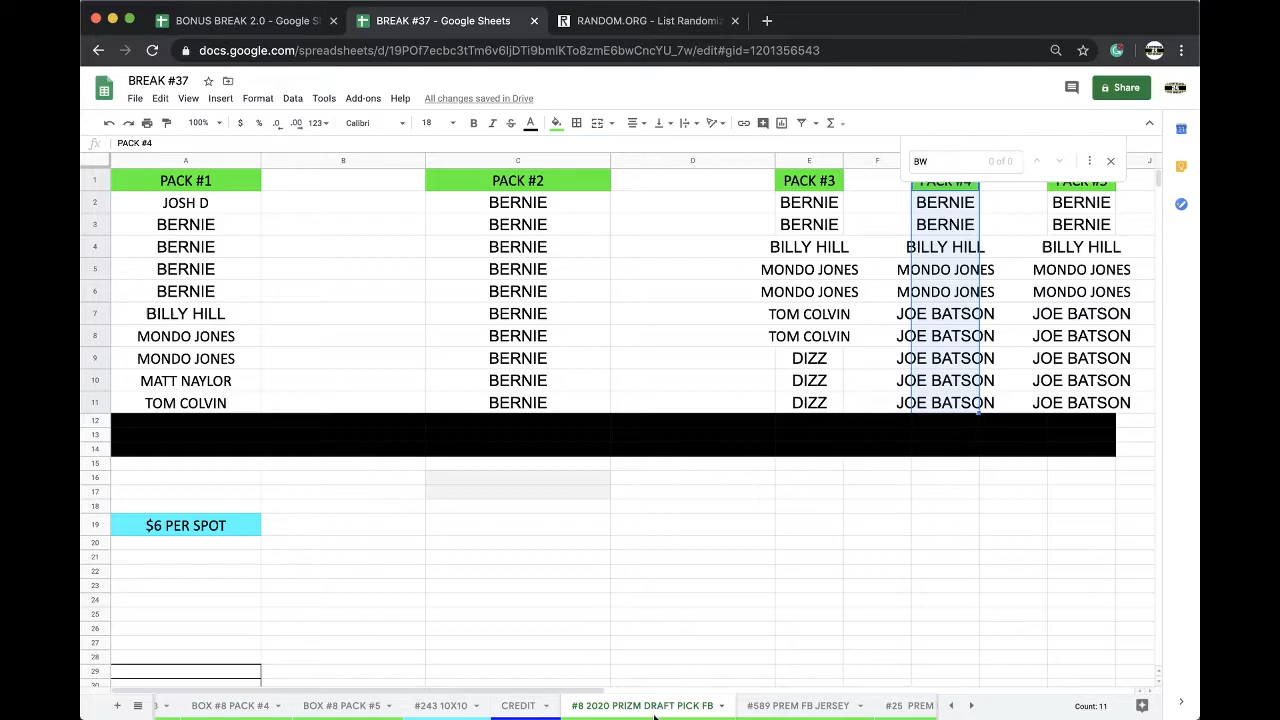 BONUS BREAK 2.0 - Google S
BREAK #37 - Google Sheets
RANDOM.ORG - List Randomiz
docs.google.com/spreadsheets/d/19POf7ecbc3tTm6v6IjDTi9bmlKTo8zmE6bwCncYU_7w/edit#gid=1201356543
BREAK #37
File Edit View Insert Format Data Tools Add-ons Help All changes saved in Drive
Share
100% $ % .0 .00 123 Calibri 18 B I S A
fx PACK #4
BW 0 of 0
A B C D E F J
1 PACK #1 PACK #2 PACK #3 PACK #4 PACK #5
2 JOSH D BERNIE BERNIE BERNIE BERNIE
3 BERNIE BERNIE BERNIE BERNIE BERNIE
4 BERNIE BERNIE BILLY HILL BILLY HILL BILLY HILL
5 BERNIE BERNIE MONDO JONES MONDO JONES MONDO JONES
6 BERNIE BERNIE MONDO JONES MONDO JONES MONDO JONES
7 BILLY HILL BERNIE TOM COLVIN JOE BATSON JOE BATSON
8 MONDO JONES BERNIE TOM COLVIN JOE BATSON JOE BATSON
9 MONDO JONES BERNIE DIZZ JOE BATSON JOE BATSON
10 MATT NAYLOR BERNIE DIZZ JOE BATSON JOE BATSON
11 TOM COLVIN BERNIE DIZZ JOE BATSON JOE BATSON
12
13
14
15
16
17
18
19 $6 PER SPOT
20
21
22
23
24
25
26
27
28
29
30
3 BOX #8 PACK #4 BOX #8 PACK #5 #243 10X10 CREDIT #8 2020 PRIZM DRAFT PICK FB #589 PREM FB JERSEY #25 PREM Count: 11